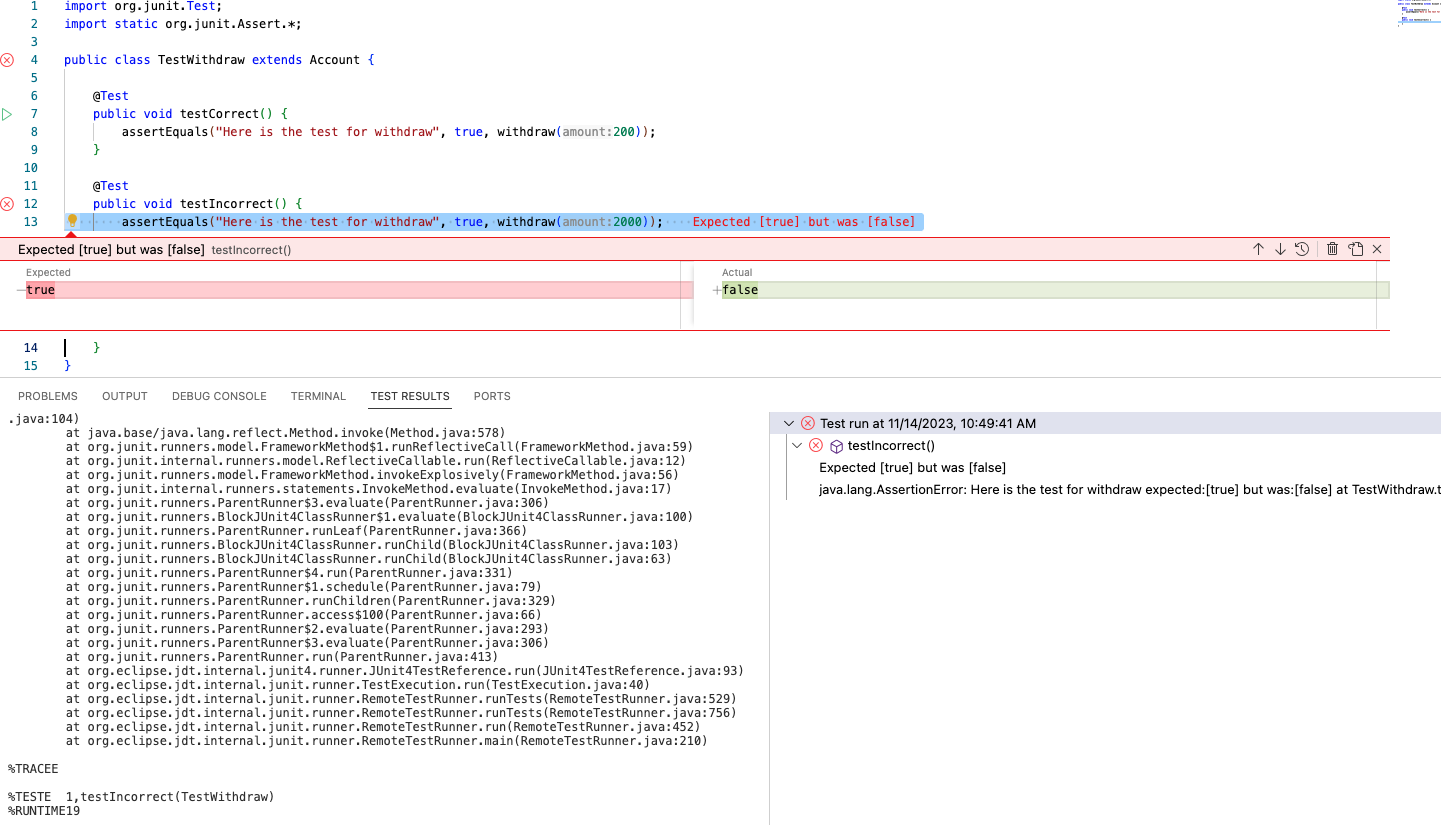 1 import org.junit.Test;
2 import static org.junit.Assert.*;
3
4 public class TestWithdraw extends Account {
5
6 @Test
7 public void testCorrect() {
8 assertEquals("Here is the test for withdraw", true, withdraw(amount:200));
9 }
10
11 @Test
12 public void testIncorrect() {
13 assertEquals("Here·is·the·test·for·withdraw",·true,·withdraw(amount:2000));····Expected·[true]·but·was·[false]
Expected [true] but was [false] testIncorrect()
Expected Actual
—true +false
14 }
15 }
PROBLEMS OUTPUT DEBUG CONSOLE TERMINAL TEST RESULTS PORTS
.java:104)
at java.base/java.lang.reflect.Method.invoke(Method.java:578)
at org.junit.runners.model.FrameworkMethod$1.runReflectiveCall(FrameworkMethod.java:59)
at org.junit.internal.runners.model.ReflectiveCallable.run(ReflectiveCallable.java:12)
at org.junit.runners.model.FrameworkMethod.invokeExplosively(FrameworkMethod.java:56)
at org.junit.internal.runners.statements.InvokeMethod.evaluate(InvokeMethod.java:17)
at org.junit.runners.ParentRunner$3.evaluate(ParentRunner.java:306)
at org.junit.runners.BlockJUnit4ClassRunner$1.evaluate(BlockJUnit4ClassRunner.java:100)
at org.junit.runners.ParentRunner.runLeaf(ParentRunner.java:366)
at org.junit.runners.BlockJUnit4ClassRunner.runChild(BlockJUnit4ClassRunner.java:103)
at org.junit.runners.BlockJUnit4ClassRunner.runChild(BlockJUnit4ClassRunner.java:63)
at org.junit.runners.ParentRunner$4.run(ParentRunner.java:331)
at org.junit.runners.ParentRunner$1.schedule(ParentRunner.java:79)
at org.junit.runners.ParentRunner.runChildren(ParentRunner.java:329)
at org.junit.runners.ParentRunner.access$100(ParentRunner.java:66)
at org.junit.runners.ParentRunner$2.evaluate(ParentRunner.java:293)
at org.junit.runners.ParentRunner$3.evaluate(ParentRunner.java:306)
at org.junit.runners.ParentRunner.run(ParentRunner.java:413)
at org.eclipse.jdt.internal.junit4.runner.JUnit4TestReference.run(JUnit4TestReference.java:93)
at org.eclipse.jdt.internal.junit.runner.TestExecution.run(TestExecution.java:40)
at org.eclipse.jdt.internal.junit.runner.RemoteTestRunner.runTests(RemoteTestRunner.java:529)
at org.eclipse.jdt.internal.junit.runner.RemoteTestRunner.runTests(RemoteTestRunner.java:756)
at org.eclipse.jdt.internal.junit.runner.RemoteTestRunner.run(RemoteTestRunner.java:452)
at org.eclipse.jdt.internal.junit.runner.RemoteTestRunner.main(RemoteTestRunner.java:210)
%TRACEE
%TESTE 1,testIncorrect(TestWithdraw)
%RUNTIME19
Test run at 11/14/2023, 10:49:41 AM
testIncorrect()
Expected [true] but was [false]
java.lang.AssertionError: Here is the test for withdraw expected:[true] but was:[false] at TestWithdraw.t